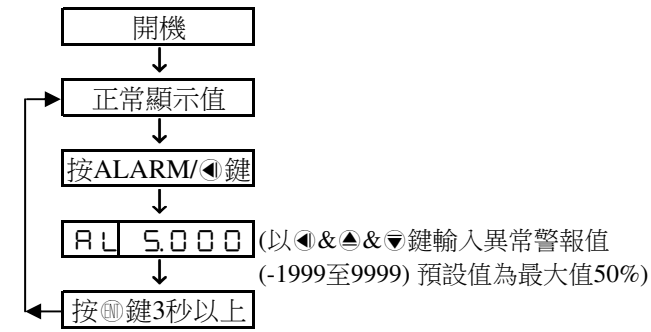 開機
正常顯示值
按ALARM/◀鍵
AL 5.000 (以◀&▲&▼鍵輸入異常警報值
(-1999至9999) 預設值為最大值50%)
按ENT鍵3秒以上